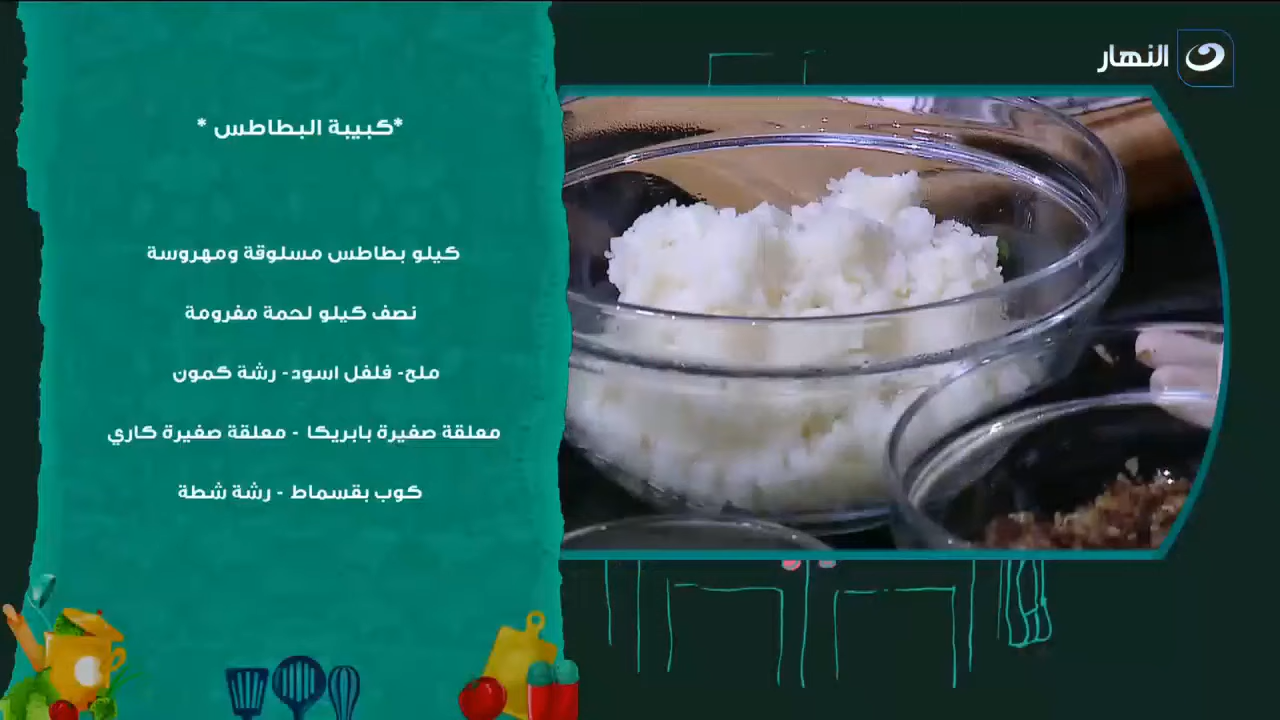 النهار
*كبيبة البطاطس *
كيلو بطاطس مسلوقة ومهروسة
نصف كيلو لحمة مفرومة
ملح- فلفل اسود- رشة كمون
معلقة صغيرة بابريكا - معلقة صغيرة كاري
كوب بقسماط - رشة شطة